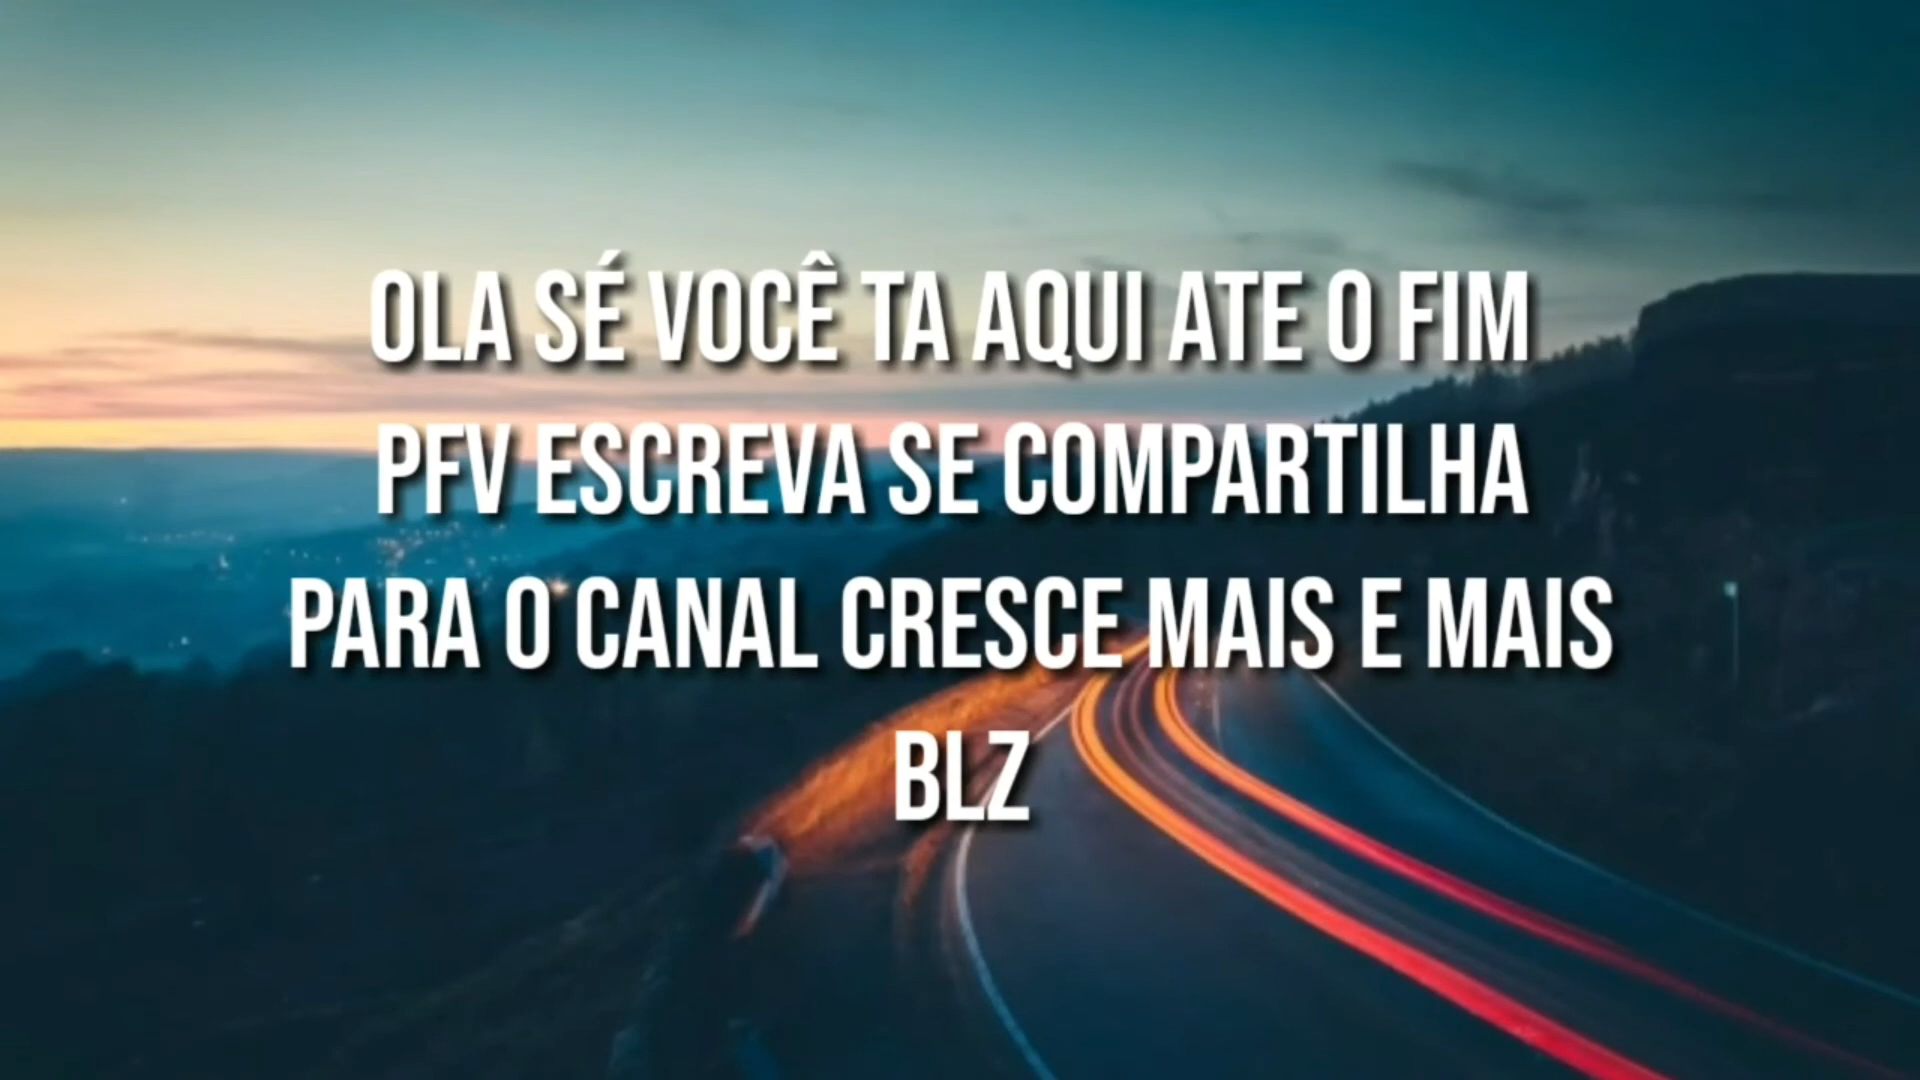 OLA SÉ VOCÊ TA AQUI ATE O FIM
PFV ESCREVA SE COMPARTILHA
PARA O CANAL CRESCE MAIS E MAIS
BLZ